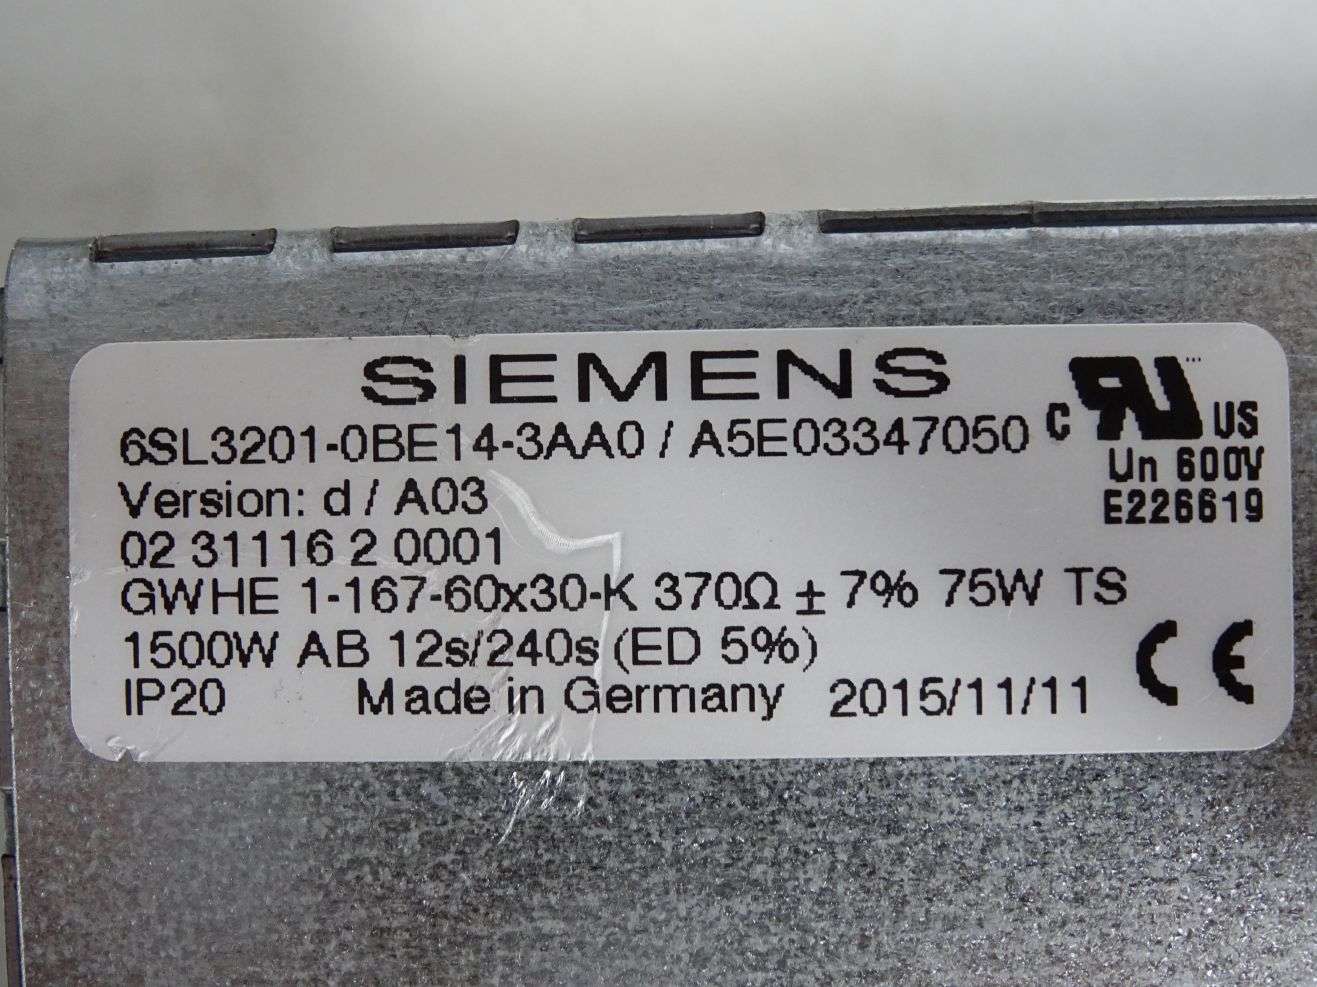 SIEMENS
6SL3201-0BE14-3AA0 / A5E03347050
C RU US
Un 600V
E226619
Version: d / A03
02 31116 2 0001
GWHE 1-167-60x30-K 370Ω ± 7% 75W TS
1500W AB 12s/240s (ED 5%)
IP20 Made in Germany 2015/11/11
CE